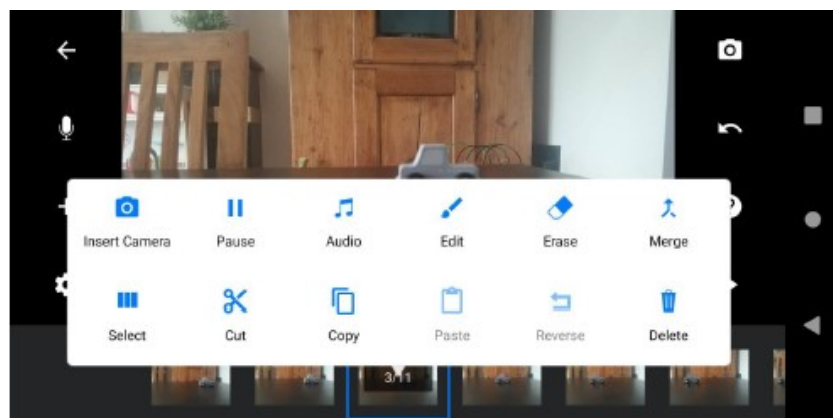 Insert Camera
Pause
Audio
Edit
Erase
Merge
Select
Cut
Copy
Paste
Reverse
Delete
3/11